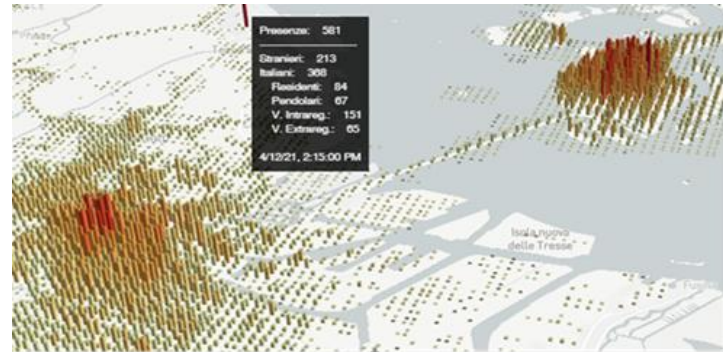 Presenze: 581
Stranieri: 213
Italiani: 368
Residenti: 84
Pendolari: 67
V. Intrareg.: 151
V. Extrareg.: 65
4/12/21, 2:15:00 PM
Isola nuova
delle Tresse